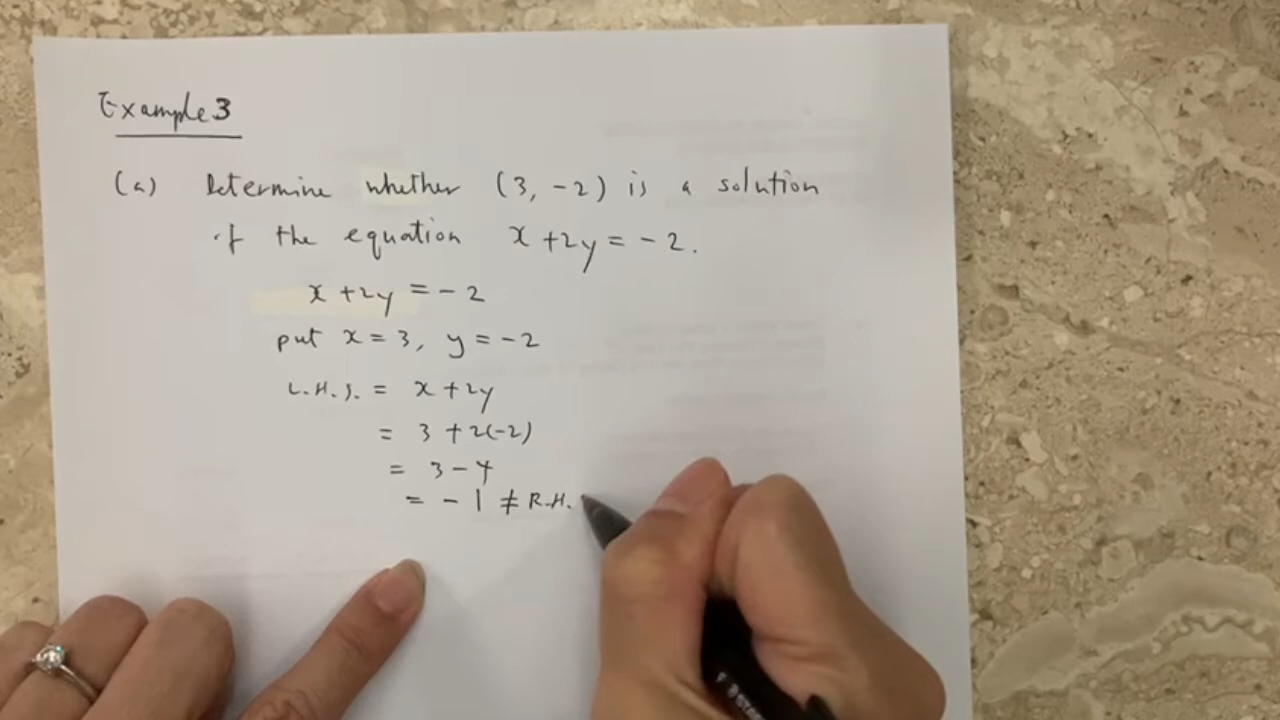 Example 3
(a) Determine whether (3, -2) is a solution
of the equation x + 2y = -2.
x + 2y = -2
put x = 3, y = -2
L.H.S. = x + 2y
= 3 + 2(-2)
= 3 - 4
= -1 ≠ R.H.